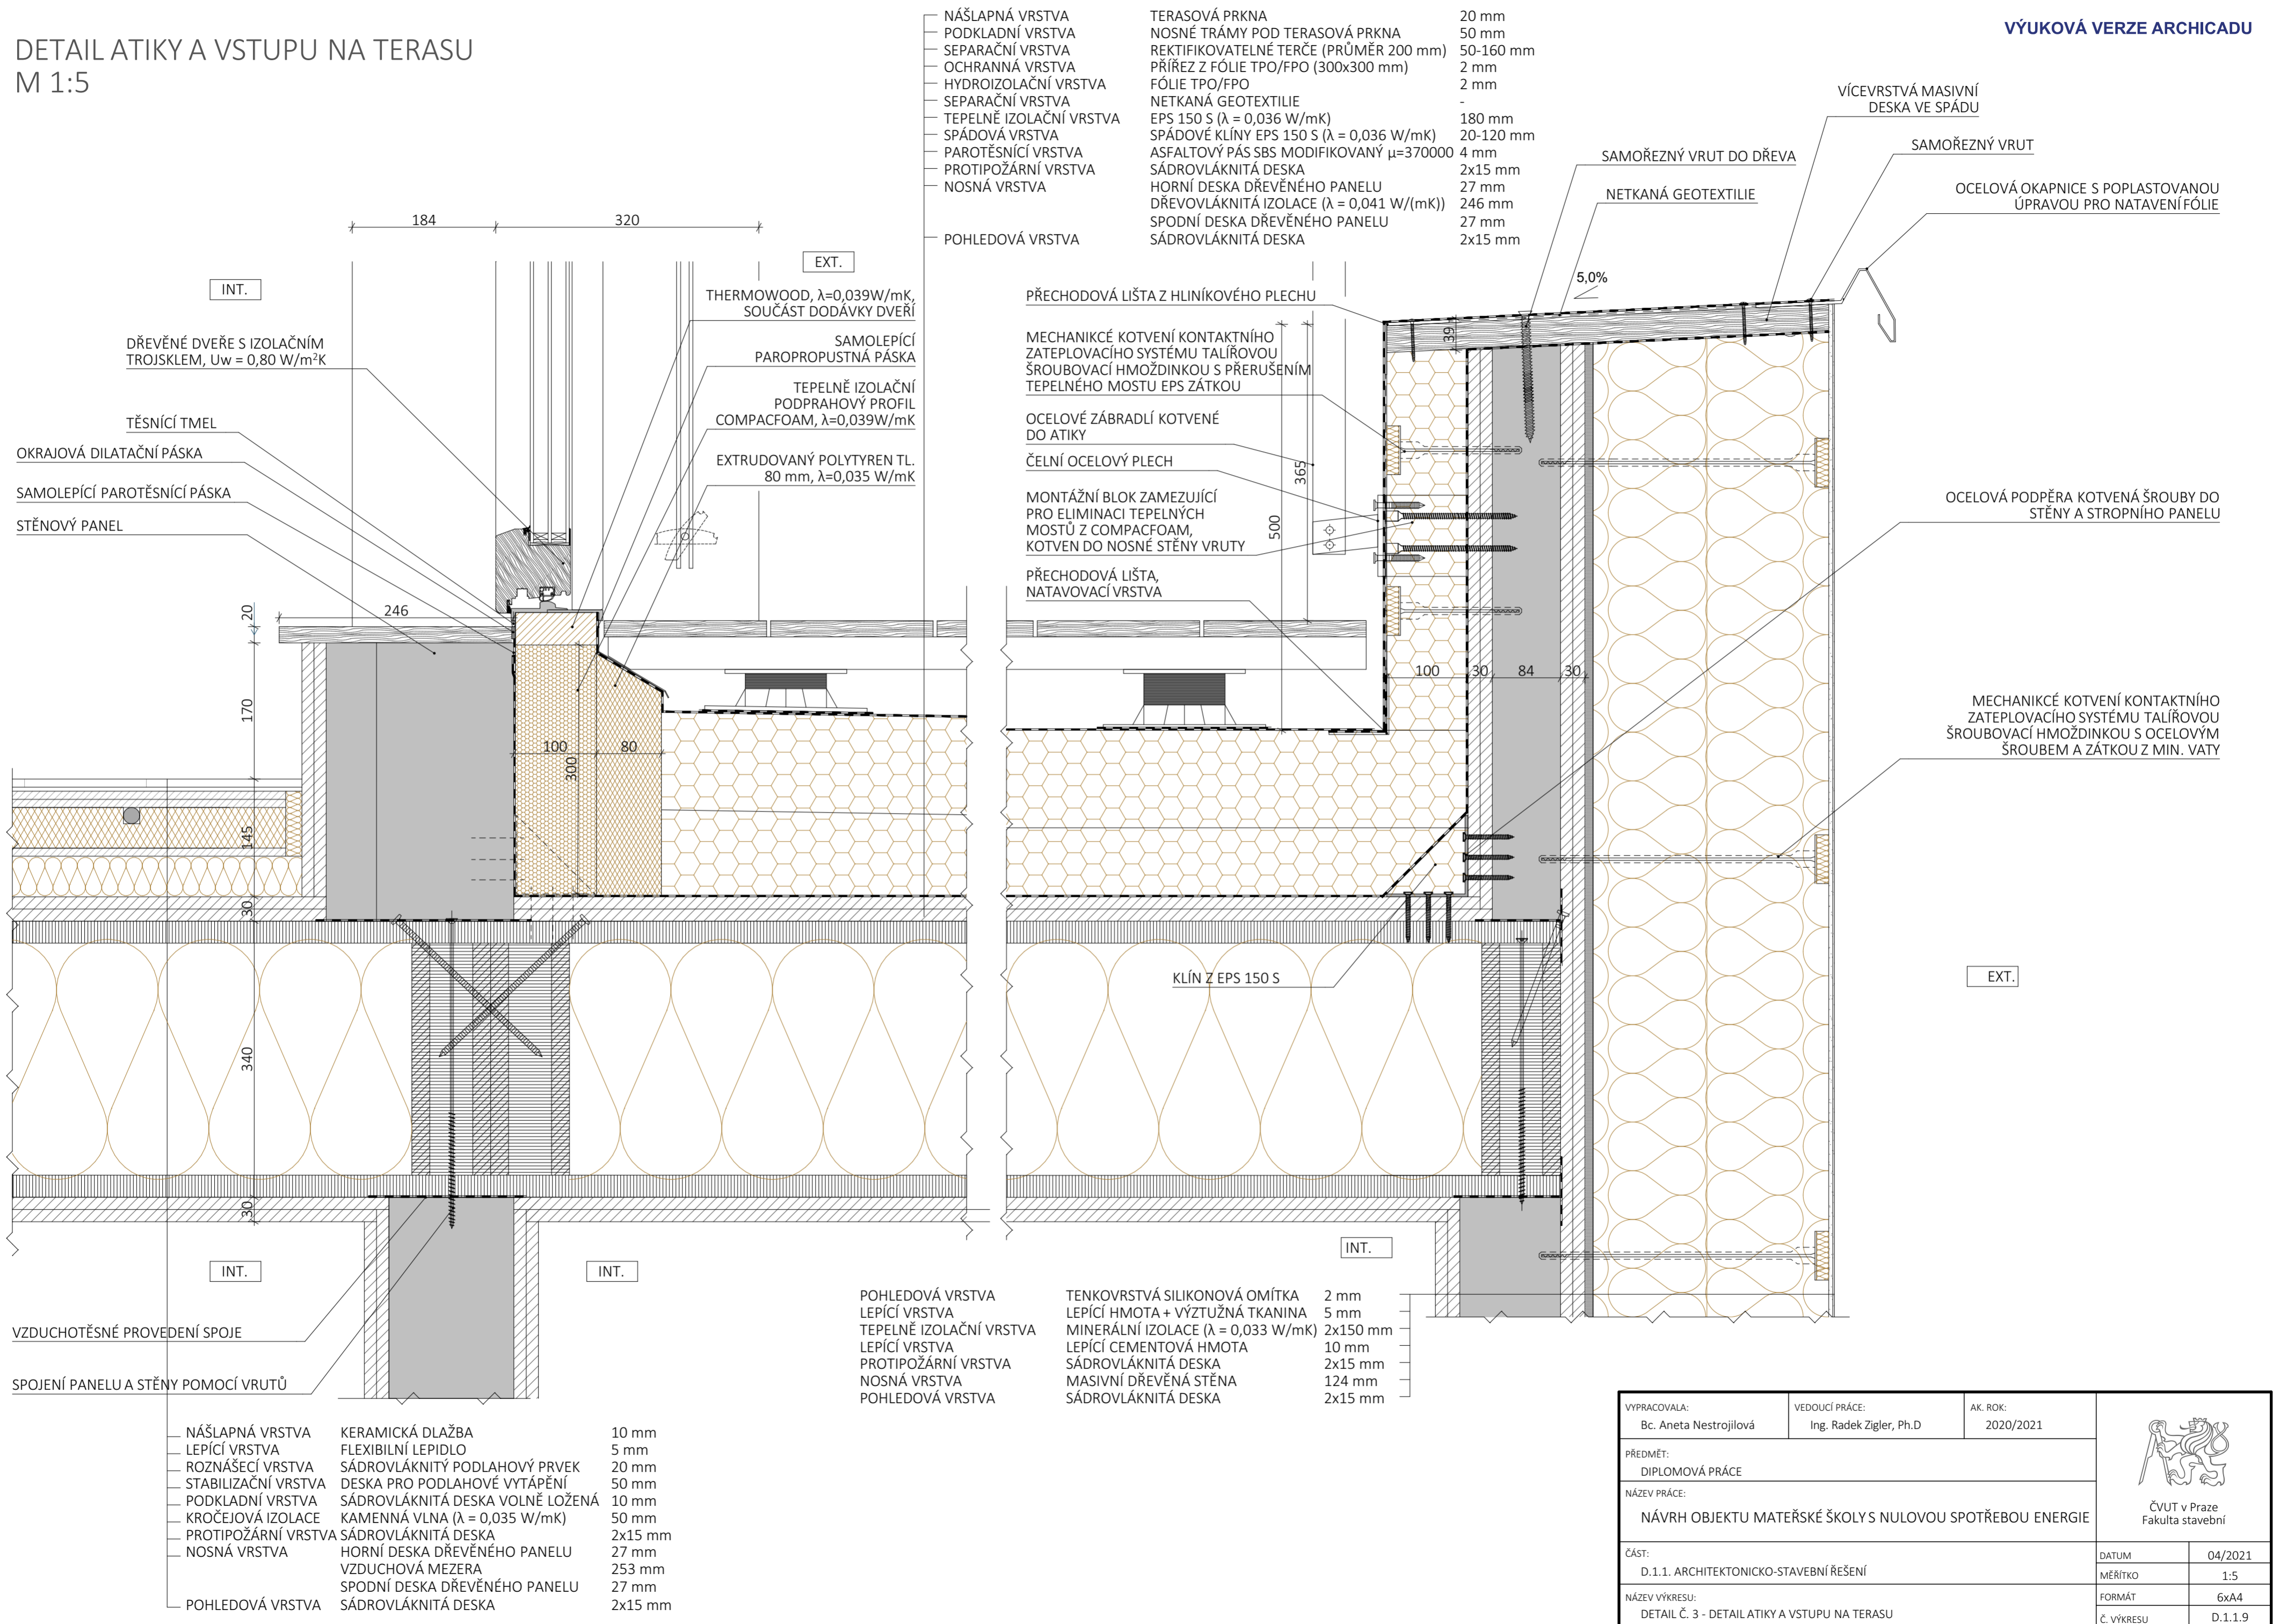 DETAIL ATIKY A VSTUPU NA TERASU
M 1:5
VÝUKOVÁ VERZE ARCHICADU
NÁŠLAPNÁ VRSTVA TERASOVÁ PRKNA 20 mm
PODKLADNÍ VRSTVA NOSNÉ TRÁMY POD TERASOVÁ PRKNA 50 mm
SEPARAČNÍ VRSTVA REKTIFIKOVATELNÉ TERČE (PRŮMĚR 200 mm) 50-160 mm
OCHRANNÁ VRSTVA PŘÍŘEZ Z FÓLIE TPO/FPO (300x300 mm) 2 mm
HYDROIZOLAČNÍ VRSTVA FÓLIE TPO/FPO 2 mm
SEPARAČNÍ VRSTVA NETKANÁ GEOTEXTILIE -
TEPELNĚ IZOLAČNÍ VRSTVA EPS 150 S (λ = 0,036 W/mK) 180 mm
SPÁDOVÁ VRSTVA SPÁDOVÉ KLÍNY EPS 150 S (λ = 0,036 W/mK) 20-120 mm
PAROTĚSNÍCÍ VRSTVA ASFALTOVÝ PÁS SBS MODIFIKOVANÝ μ=370000 4 mm
PROTIPOŽÁRNÍ VRSTVA SÁDROVLÁKNITÁ DESKA 2x15 mm
NOSNÁ VRSTVA HORNÍ DESKA DŘEVĚNÉHO PANELU 27 mm
DŘEVOVLÁKNITÁ IZOLACE (λ = 0,041 W/(mK)) 246 mm
SPODNÍ DESKA DŘEVĚNÉHO PANELU 27 mm
POHLEDOVÁ VRSTVA SÁDROVLÁKNITÁ DESKA 2x15 mm
VÍCEVRSTVÁ MASIVNÍ
DESKA VE SPÁDU
SAMOŘEZNÝ VRUT
SAMOŘEZNÝ VRUT DO DŘEVA
NETKANÁ GEOTEXTILIE
OCELOVÁ OKAPNICE S POPLASTOVANOU
ÚPRAVOU PRO NATAVENÍ FÓLIE
184
320
INT.
EXT.
5,0%
DŘEVĚNÉ DVEŘE S IZOLAČNÍM
TROJSKLEM, Uw = 0,80 W/m²K
TĚSNÍCÍ TMEL
OKRAJOVÁ DILATAČNÍ PÁSKA
SAMOLEPÍCÍ PAROTĚSNÍCÍ PÁSKA
STĚNOVÝ PANEL
THERMOWOOD, λ=0,039W/mK,
SOUČÁST DODÁVKY DVEŘÍ
SAMOLEPÍCÍ
PAROPROPUSTNÁ PÁSKA
TEPELNĚ IZOLAČNÍ
PODPRAHOVÝ PROFIL
COMPACFOAM, λ=0,039W/mK
EXTRUDOVANÝ POLYTYREN TL.
80 mm, λ=0,035 W/mK
PŘECHODOVÁ LIŠTA Z HLINÍKOVÉHO PLECHU
MECHANIKCÉ KOTVENÍ KONTAKTNÍHO
ZATEPLOVACÍHO SYSTÉMU TALÍŘOVOU
ŠROUBOVACÍ HMOŽDINKOU S PŘERUŠENÍM
TEPELNÉHO MOSTU EPS ZÁTKOU
OCELOVÉ ZÁBRADLÍ KOTVENÉ
DO ATIKY
ČELNÍ OCELOVÝ PLECH
MONTÁŽNÍ BLOK ZAMEZUJÍCÍ
PRO ELIMINACI TEPELNÝCH
MOSTŮ Z COMPACFOAM,
KOTVEN DO NOSNÉ STĚNY VRUTY
PŘECHODOVÁ LIŠTA,
NATAVOVACÍ VRSTVA
39
365
500
OCELOVÁ PODPĚRA KOTVENÁ ŠROUBY DO
STĚNY A STROPNÍHO PANELU
MECHANIKCÉ KOTVENÍ KONTAKTNÍHO
ZATEPLOVACÍHO SYSTÉMU TALÍŘOVOU
ŠROUBOVACÍ HMOŽDINKOU S OCELOVÝM
ŠROUBEM A ZÁTKOU Z MIN. VATY
20
246
170
145
30
340
30
100
80
300
100
30
84
30
KLÍN Z EPS 150 S
EXT.
INT.
INT.
INT.
VZDUCHOTĚSNÉ PROVEDENÍ SPOJE
SPOJENÍ PANELU A STĚNY POMOCÍ VRUTŮ
POHLEDOVÁ VRSTVA TENKOVRSTVÁ SILIKONOVÁ OMÍTKA 2 mm
LEPÍCÍ VRSTVA LEPÍCÍ HMOTA + VÝZTUŽNÁ TKANINA 5 mm
TEPELNĚ IZOLAČNÍ VRSTVA MINERÁLNÍ IZOLACE (λ = 0,033 W/mK) 2x150 mm
LEPÍCÍ VRSTVA LEPÍCÍ CEMENTOVÁ HMOTA 10 mm
PROTIPOŽÁRNÍ VRSTVA SÁDROVLÁKNITÁ DESKA 2x15 mm
NOSNÁ VRSTVA MASIVNÍ DŘEVĚNÁ STĚNA 124 mm
POHLEDOVÁ VRSTVA SÁDROVLÁKNITÁ DESKA 2x15 mm
NÁŠLAPNÁ VRSTVA KERAMICKÁ DLAŽBA 10 mm
LEPÍCÍ VRSTVA FLEXIBILNÍ LEPIDLO 5 mm
ROZNÁŠECÍ VRSTVA SÁDROVLÁKNITÝ PODLAHOVÝ PRVEK 20 mm
STABILIZAČNÍ VRSTVA DESKA PRO PODLAHOVÉ VYTÁPĚNÍ 50 mm
PODKLADNÍ VRSTVA SÁDROVLÁKNITÁ DESKA VOLNĚ LOŽENÁ 10 mm
KROČEJOVÁ IZOLACE KAMENNÁ VLNA (λ = 0,035 W/mK) 50 mm
PROTIPOŽÁRNÍ VRSTVA SÁDROVLÁKNITÁ DESKA 2x15 mm
NOSNÁ VRSTVA HORNÍ DESKA DŘEVĚNÉHO PANELU 27 mm
VZDUCHOVÁ MEZERA 253 mm
SPODNÍ DESKA DŘEVĚNÉHO PANELU 27 mm
POHLEDOVÁ VRSTVA SÁDROVLÁKNITÁ DESKA 2x15 mm
VYPRACOVALA: VEDOUCÍ PRÁCE: AK. ROK:
Bc. Aneta Nestrojilová Ing. Radek Zigler, Ph.D 2020/2021
PŘEDMĚT:
DIPLOMOVÁ PRÁCE
NÁZEV PRÁCE:
NÁVRH OBJEKTU MATEŘSKÉ ŠKOLY S NULOVOU SPOTŘEBOU ENERGIE
ČVUT v Praze
Fakulta stavební
ČÁST:
D.1.1. ARCHITEKTONICKO-STAVEBNÍ ŘEŠENÍ
DATUM 04/2021
MĚŘÍTKO 1:5
NÁZEV VÝKRESU:
DETAIL Č. 3 - DETAIL ATIKY A VSTUPU NA TERASU
FORMÁT 6xA4
Č. VÝKRESU D.1.1.9